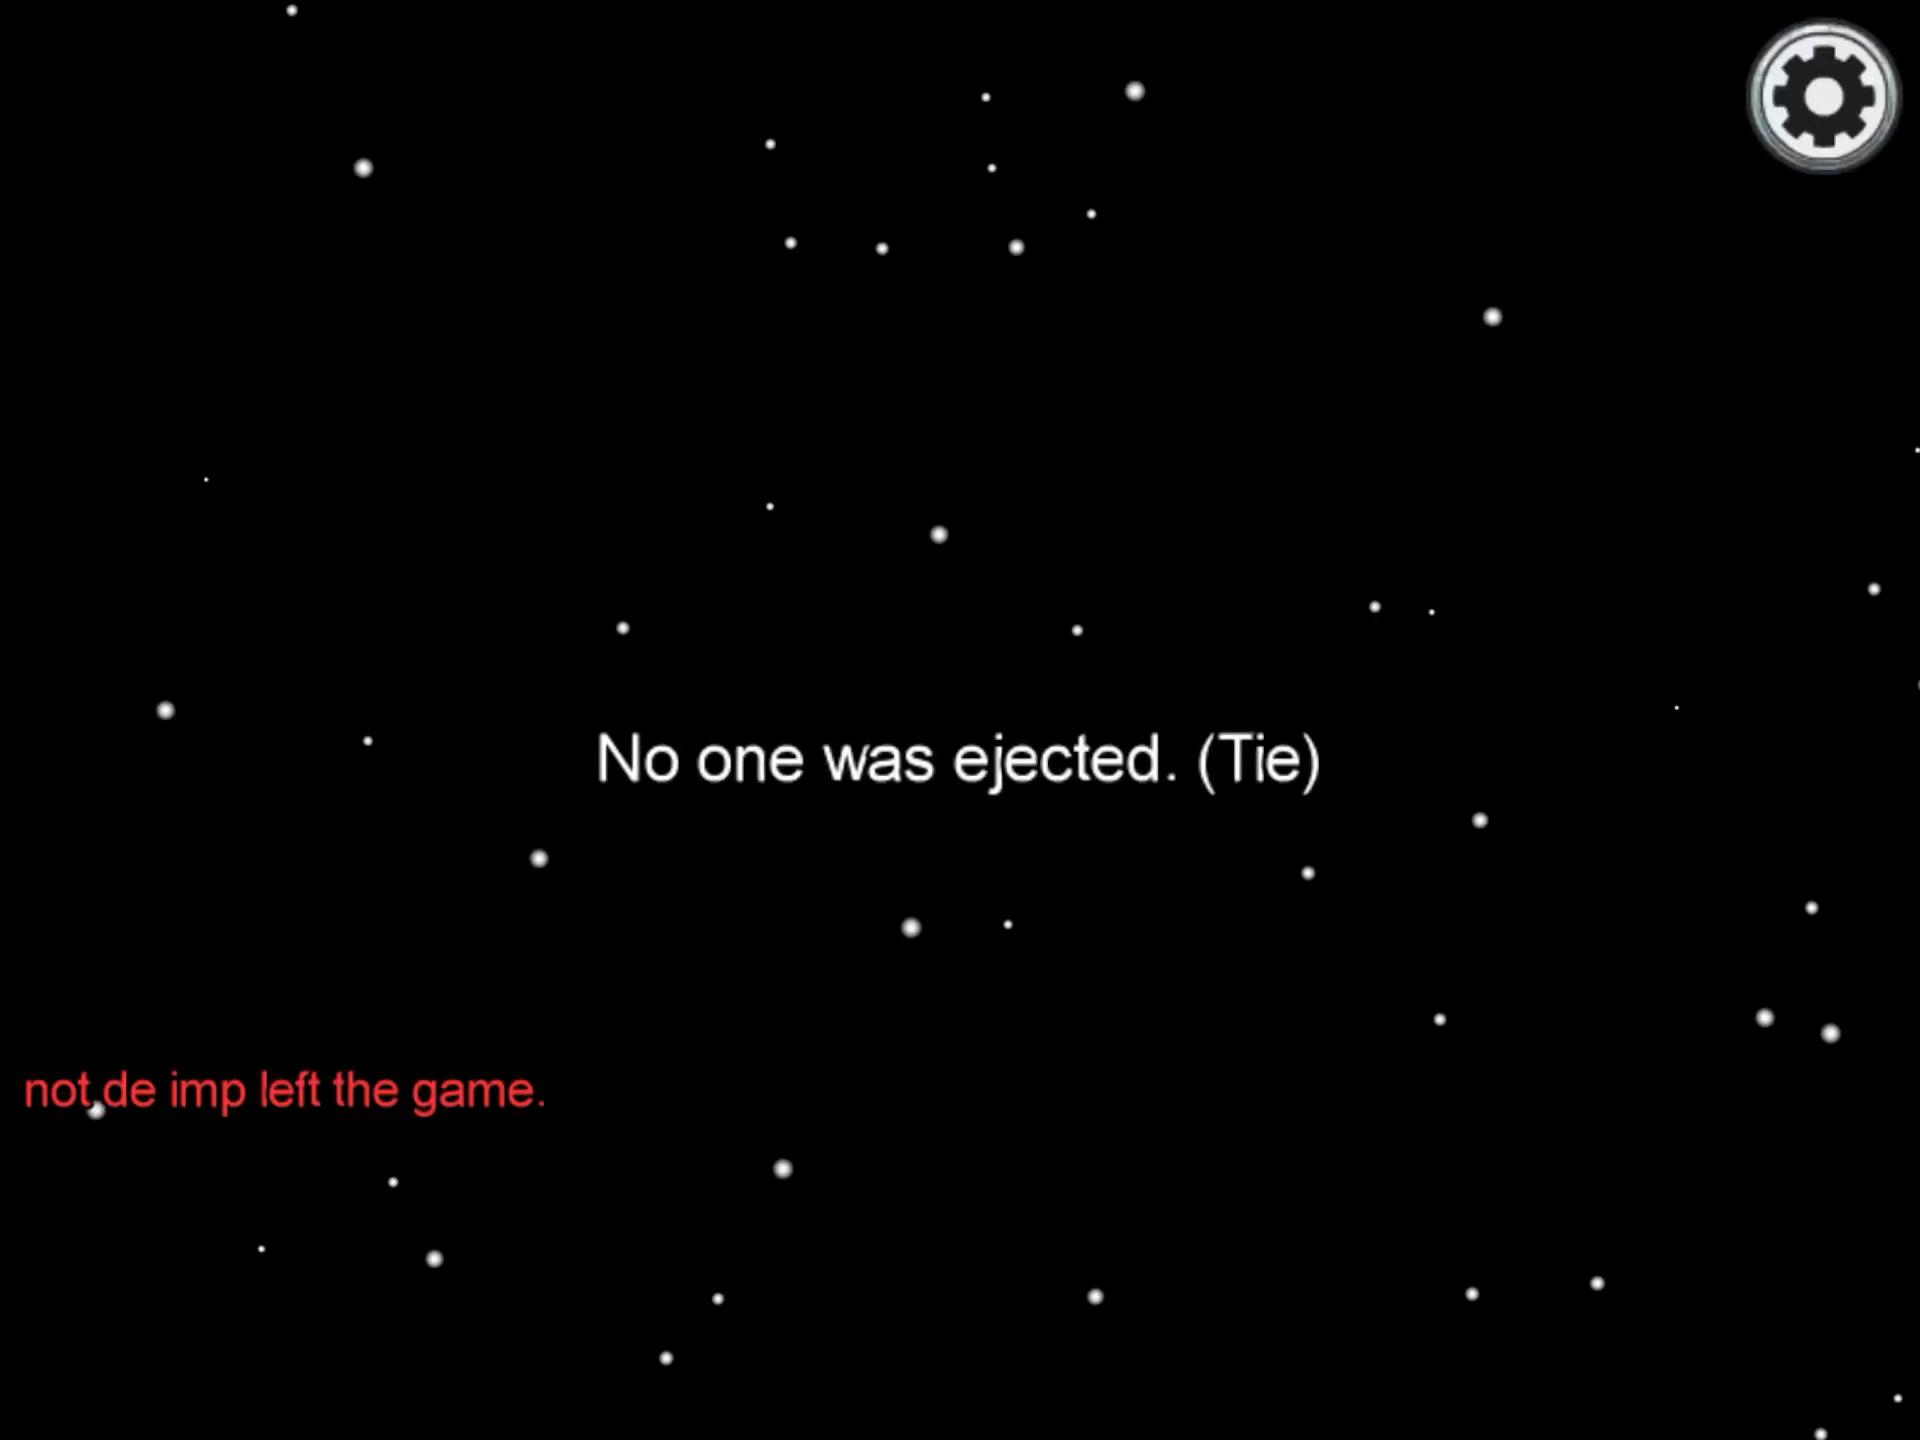 No one was ejected. (Tie)
not de imp left the game.